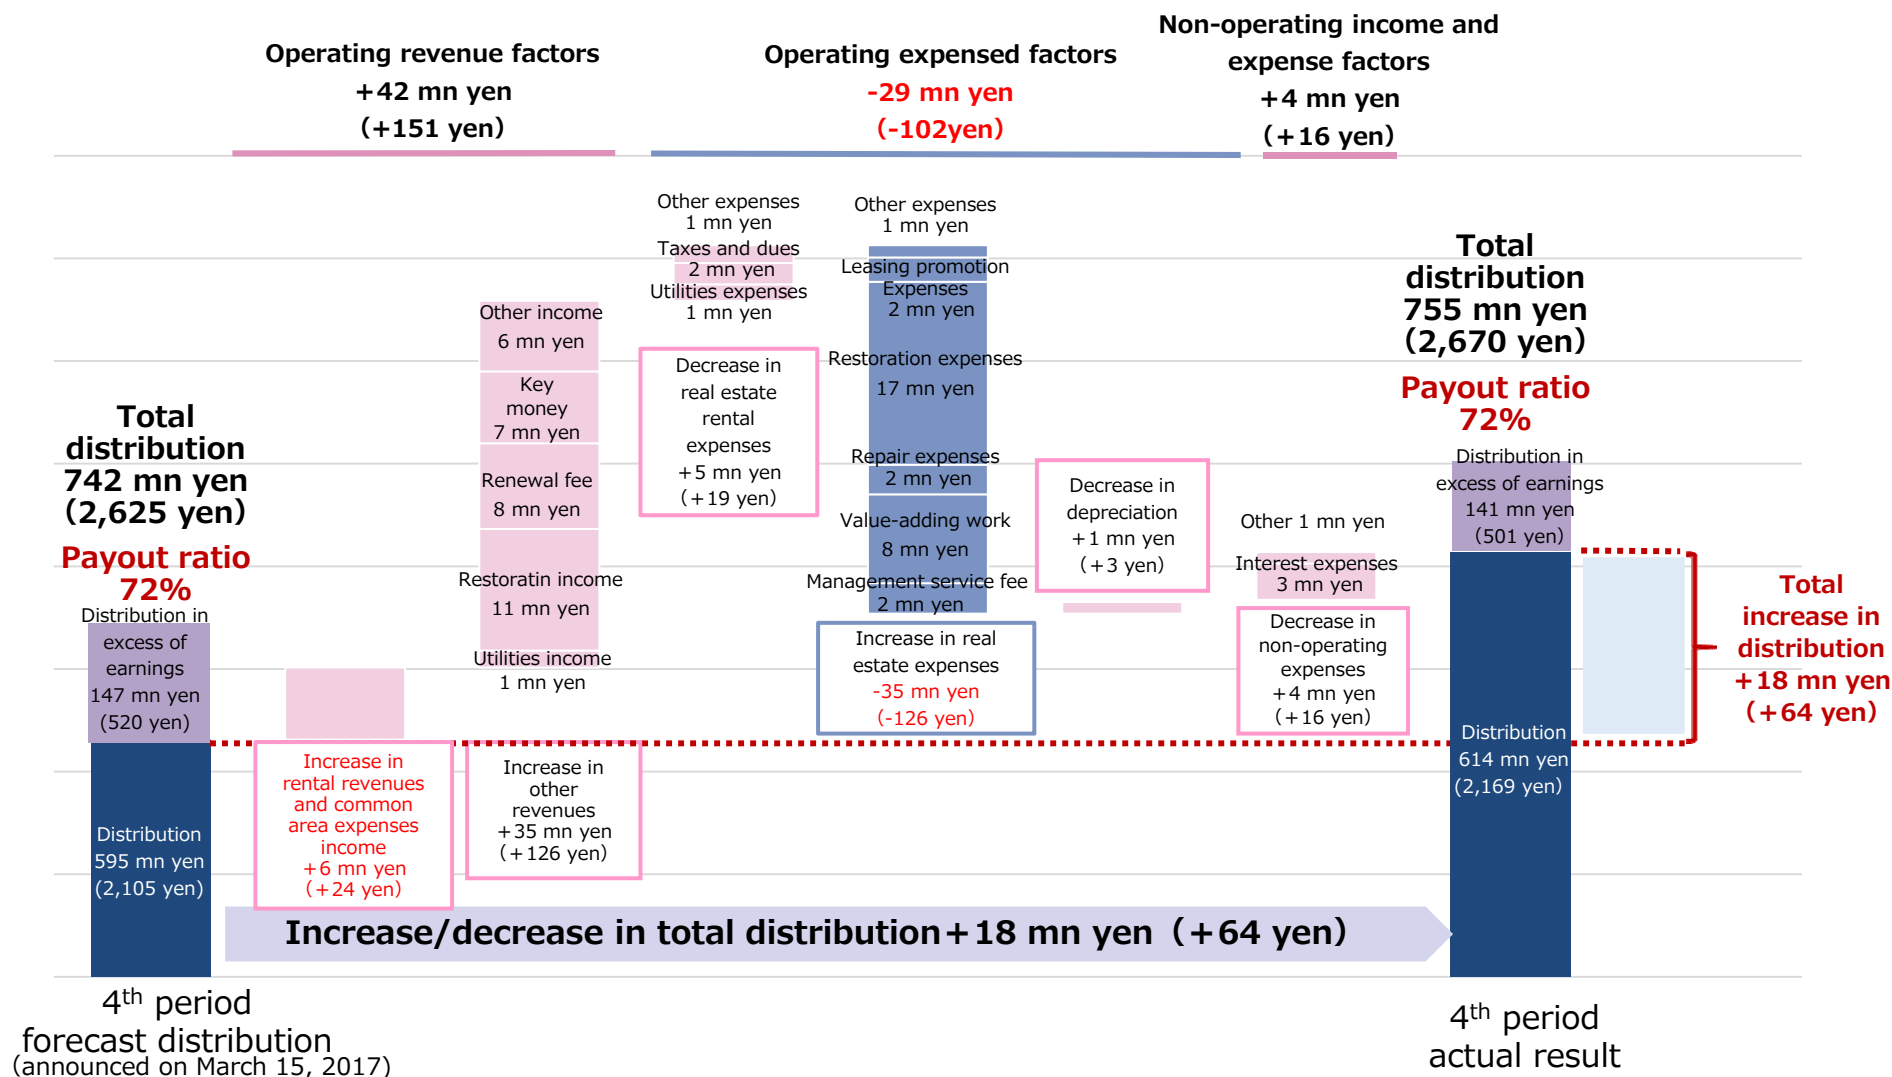 Operating revenue factors
+42 mn yen
(+151 yen)
Operating expensed factors
-29 mn yen
(-102yen)
Non-operating income and
expense factors
+4 mn yen
(+16 yen)
Total
distribution
742 mn yen
(2,625 yen)
Payout ratio
72%
Distribution in
excess of
earnings
147 mn yen
(520 yen)
Distribution
595 mn yen
(2,105 yen)
Increase in
rental revenues
and common
area expenses
income
+6 mn yen
(+24 yen)
Other income
6 mn yen
Key
money
7 mn yen
Renewal fee
8 mn yen
Restoratin income
11 mn yen
Utilities income
1 mn yen
Increase in
other
revenues
+35 mn yen
(+126 yen)
Other expenses
1 mn yen
Taxes and dues
2 mn yen
Utilities expenses
1 mn yen
Decrease in
real estate
rental
expenses
+5 mn yen
(+19 yen)
Other expenses
1 mn yen
Leasing promotion
Expenses
2 mn yen
Restoration expenses
17 mn yen
Repair expenses
2 mn yen
Value-adding work
8 mn yen
Management service fee
2 mn yen
Increase in real
estate expenses
-35 mn yen
(-126 yen)
Decrease in
depreciation
+1 mn yen
(+3 yen)
Other 1 mn yen
Interest expenses
3 mn yen
Decrease in
non-operating
expenses
+4 mn yen
(+16 yen)
Total
distribution
755 mn yen
(2,670 yen)
Payout ratio
72%
Distribution in
excess of earnings
141 mn yen
(501 yen)
Distribution
614 mn yen
(2,169 yen)
Total
increase in
distribution
+18 mn yen
(+64 yen)
Increase/decrease in total distribution+18 mn yen (+64 yen)
4th period
forecast distribution
(announced on March 15, 2017)
4th period
actual result